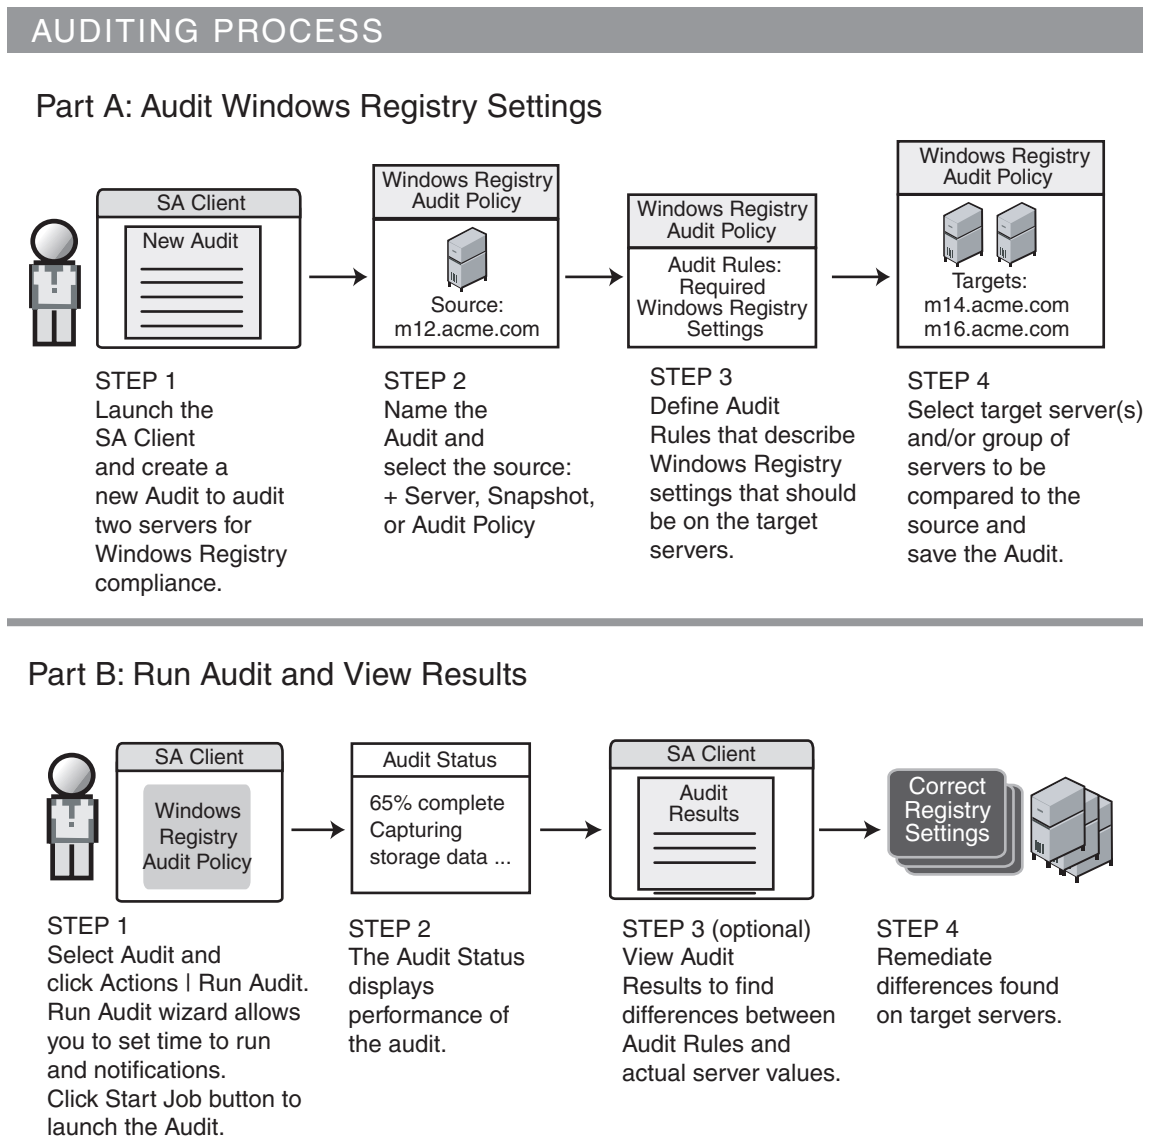 AUDITING PROCESS
Part A: Audit Windows Registry Settings
SA Client
New Audit
STEP 1
Launch the
SA Client
and create a
new Audit to audit
two servers for
Windows Registry
compliance.
Windows Registry
Audit Policy
Source:
m12.acme.com
STEP 2
Name the
Audit and
select the source:
+ Server, Snapshot,
or Audit Policy
Windows Registry
Audit Policy
Audit Rules:
Required
Windows Registry
Settings
STEP 3
Define Audit
Rules that describe
Windows Registry
settings that should
be on the target
servers.
Windows Registry
Audit Policy
Targets:
m14.acme.com
m16.acme.com
STEP 4
Select target server(s)
and/or group of
servers to be
compared to the
source and
save the Audit.
Part B: Run Audit and View Results
SA Client
Windows
Registry
Audit Policy
STEP 1
Select Audit and
click Actions | Run Audit.
Run Audit wizard allows
you to set time to run
and notifications.
Click Start Job button to
launch the Audit.
Audit Status
65% complete
Capturing
storage data ...
STEP 2
The Audit Status
displays
performance of
the audit.
SA Client
Audit
Results
STEP 3 (optional)
View Audit
Results to find
differences between
Audit Rules and
actual server values.
Correct
Registry
Settings
STEP 4
Remediate
differences found
on target servers.